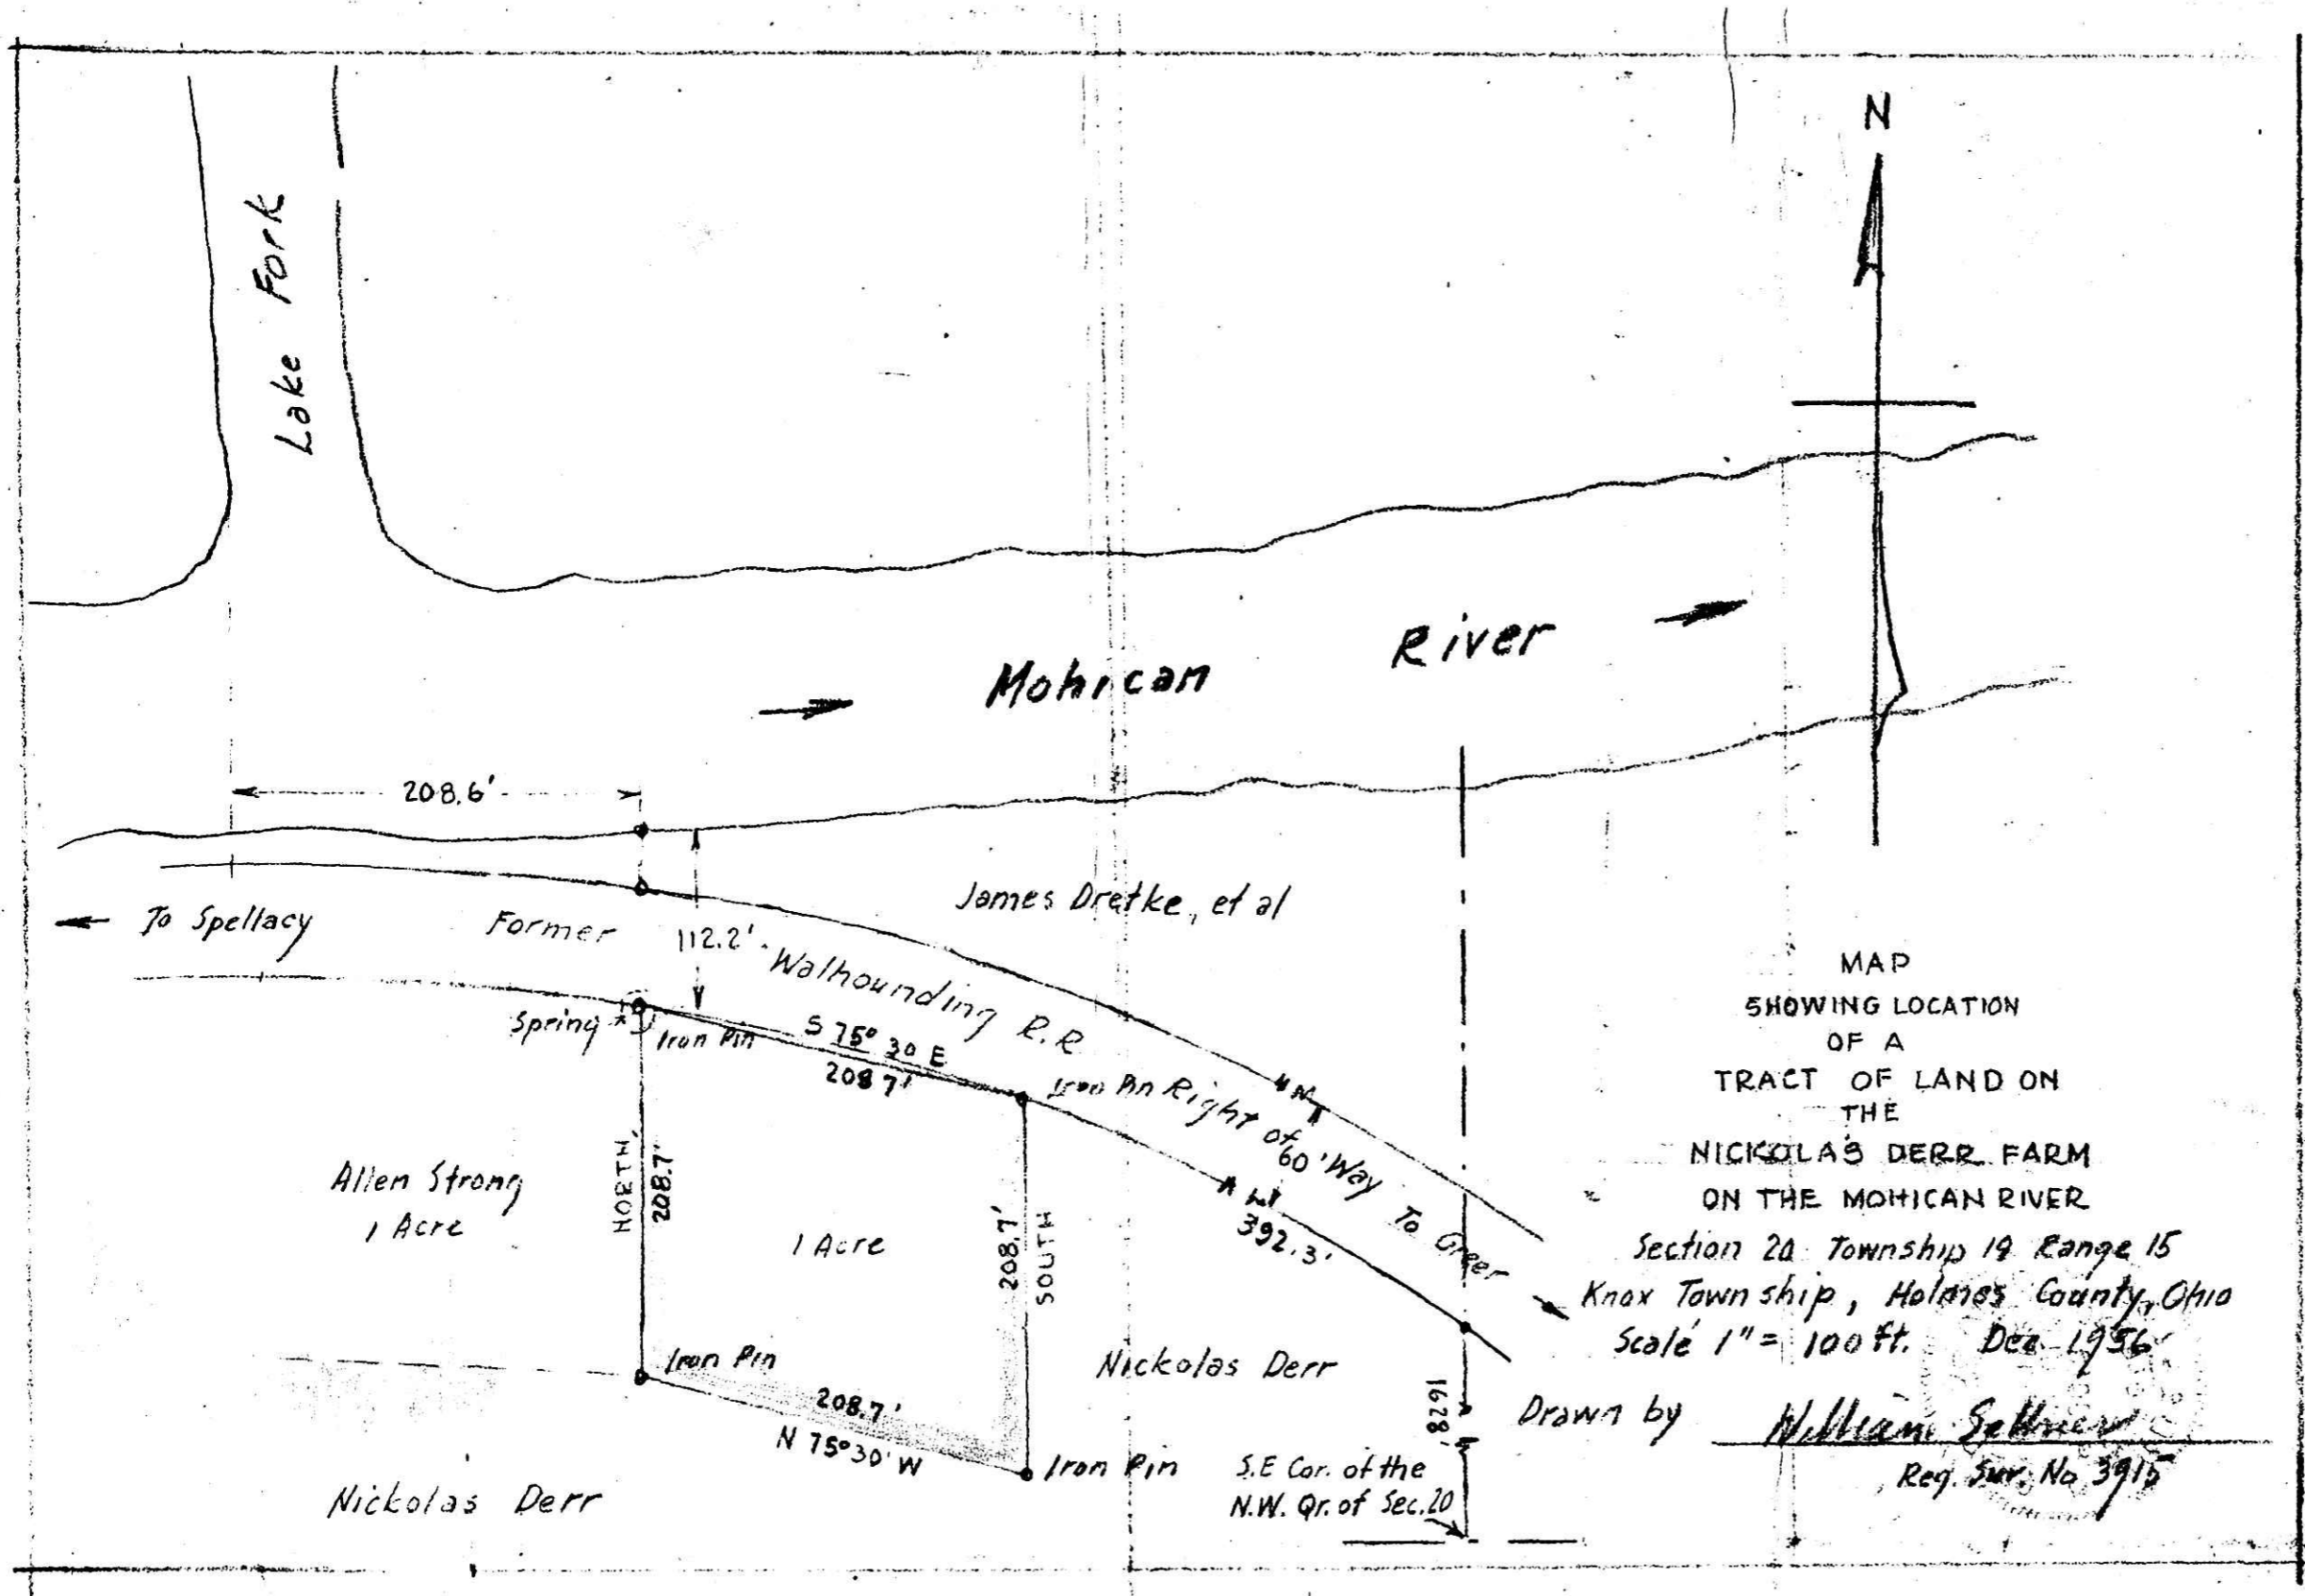 N
Lake Fork
Mohican River
208.6'
James Dretke, et al
To Spellacy
Former
112.2'
Walhounding R.R
Right of Way
60'
To Greer
Spring
Iron Pin
S 75° 30 E
208.7'
Iron Pin
392.3'
Allen Strong
1 Acre
NORTH
208.7'
1 Acre
208.7'
SOUTH
Iron Pin
208.7'
N 75°30' W
Iron Pin
Nickolas Derr
Nickolas Derr
1628'
S.E Cor. of the
N.W. Qr. of Sec. 20
MAP
SHOWING LOCATION
OF A
TRACT OF LAND ON
THE
NICKOLAS DERR FARM
ON THE MOHICAN RIVER
Section 20 Township 19 Range 15
Knox Township, Holmes County, Ohio
Scale 1" = 100 ft. Dec. 1956
Drawn by William
Reg. Sur. No 3915